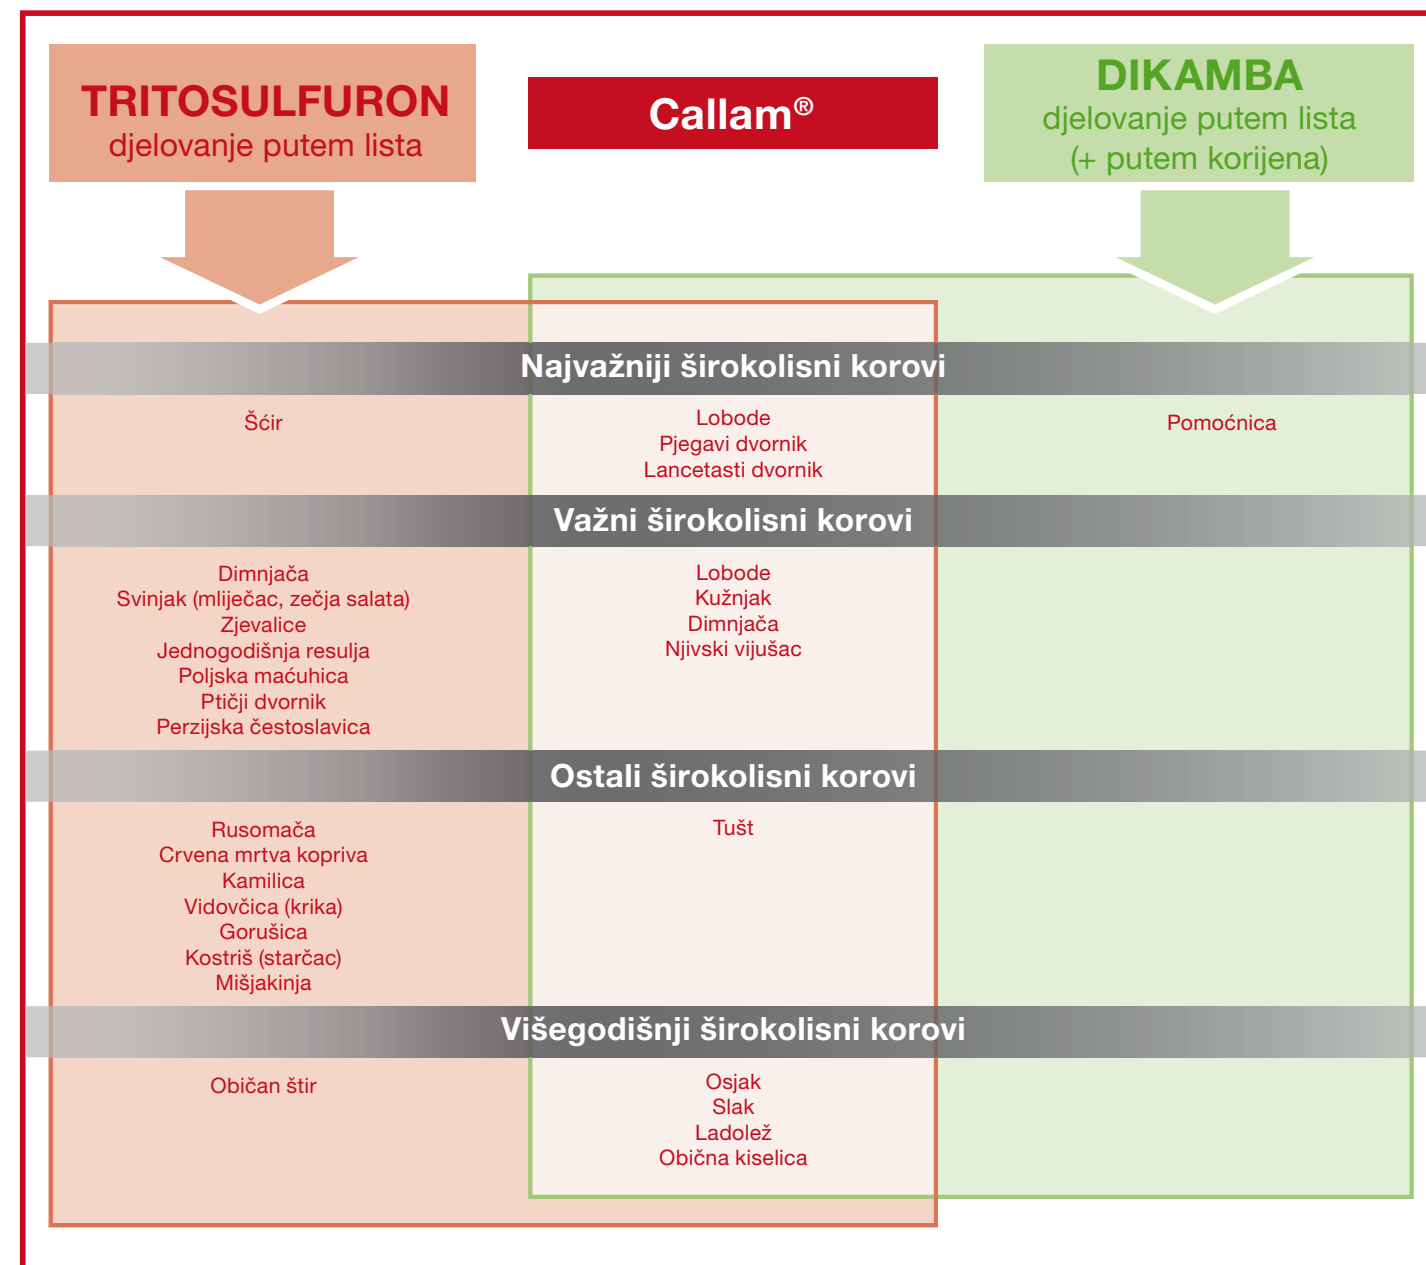 TRITOSULFURON
djelovanje putem lista
Callam®
DIKAMBA
djelovanje putem lista
(+ putem korijena)
Najvažniji širokolisni korovi
Šćir
Lobode
Pjegavi dvornik
Lancetasti dvornik
Pomoćnica
Važni širokolisni korovi
Dimnjača
Svinjak (mliječac, zečja salata)
Zjevalice
Jednogodišnja resulja
Poljska maćuhica
Ptičji dvornik
Perzijska čestoslavica
Lobode
Kužnjak
Dimnjača
Njivski vijušac
Ostali širokolisni korovi
Rusomača
Crvena mrtva kopriva
Kamilica
Vidovčica (krika)
Gorušica
Kostriš (starčac)
Mišjakinja
Tušt
Višegodišnji širokolisni korovi
Običan štir
Osjak
Slak
Ladolež
Obična kiselica